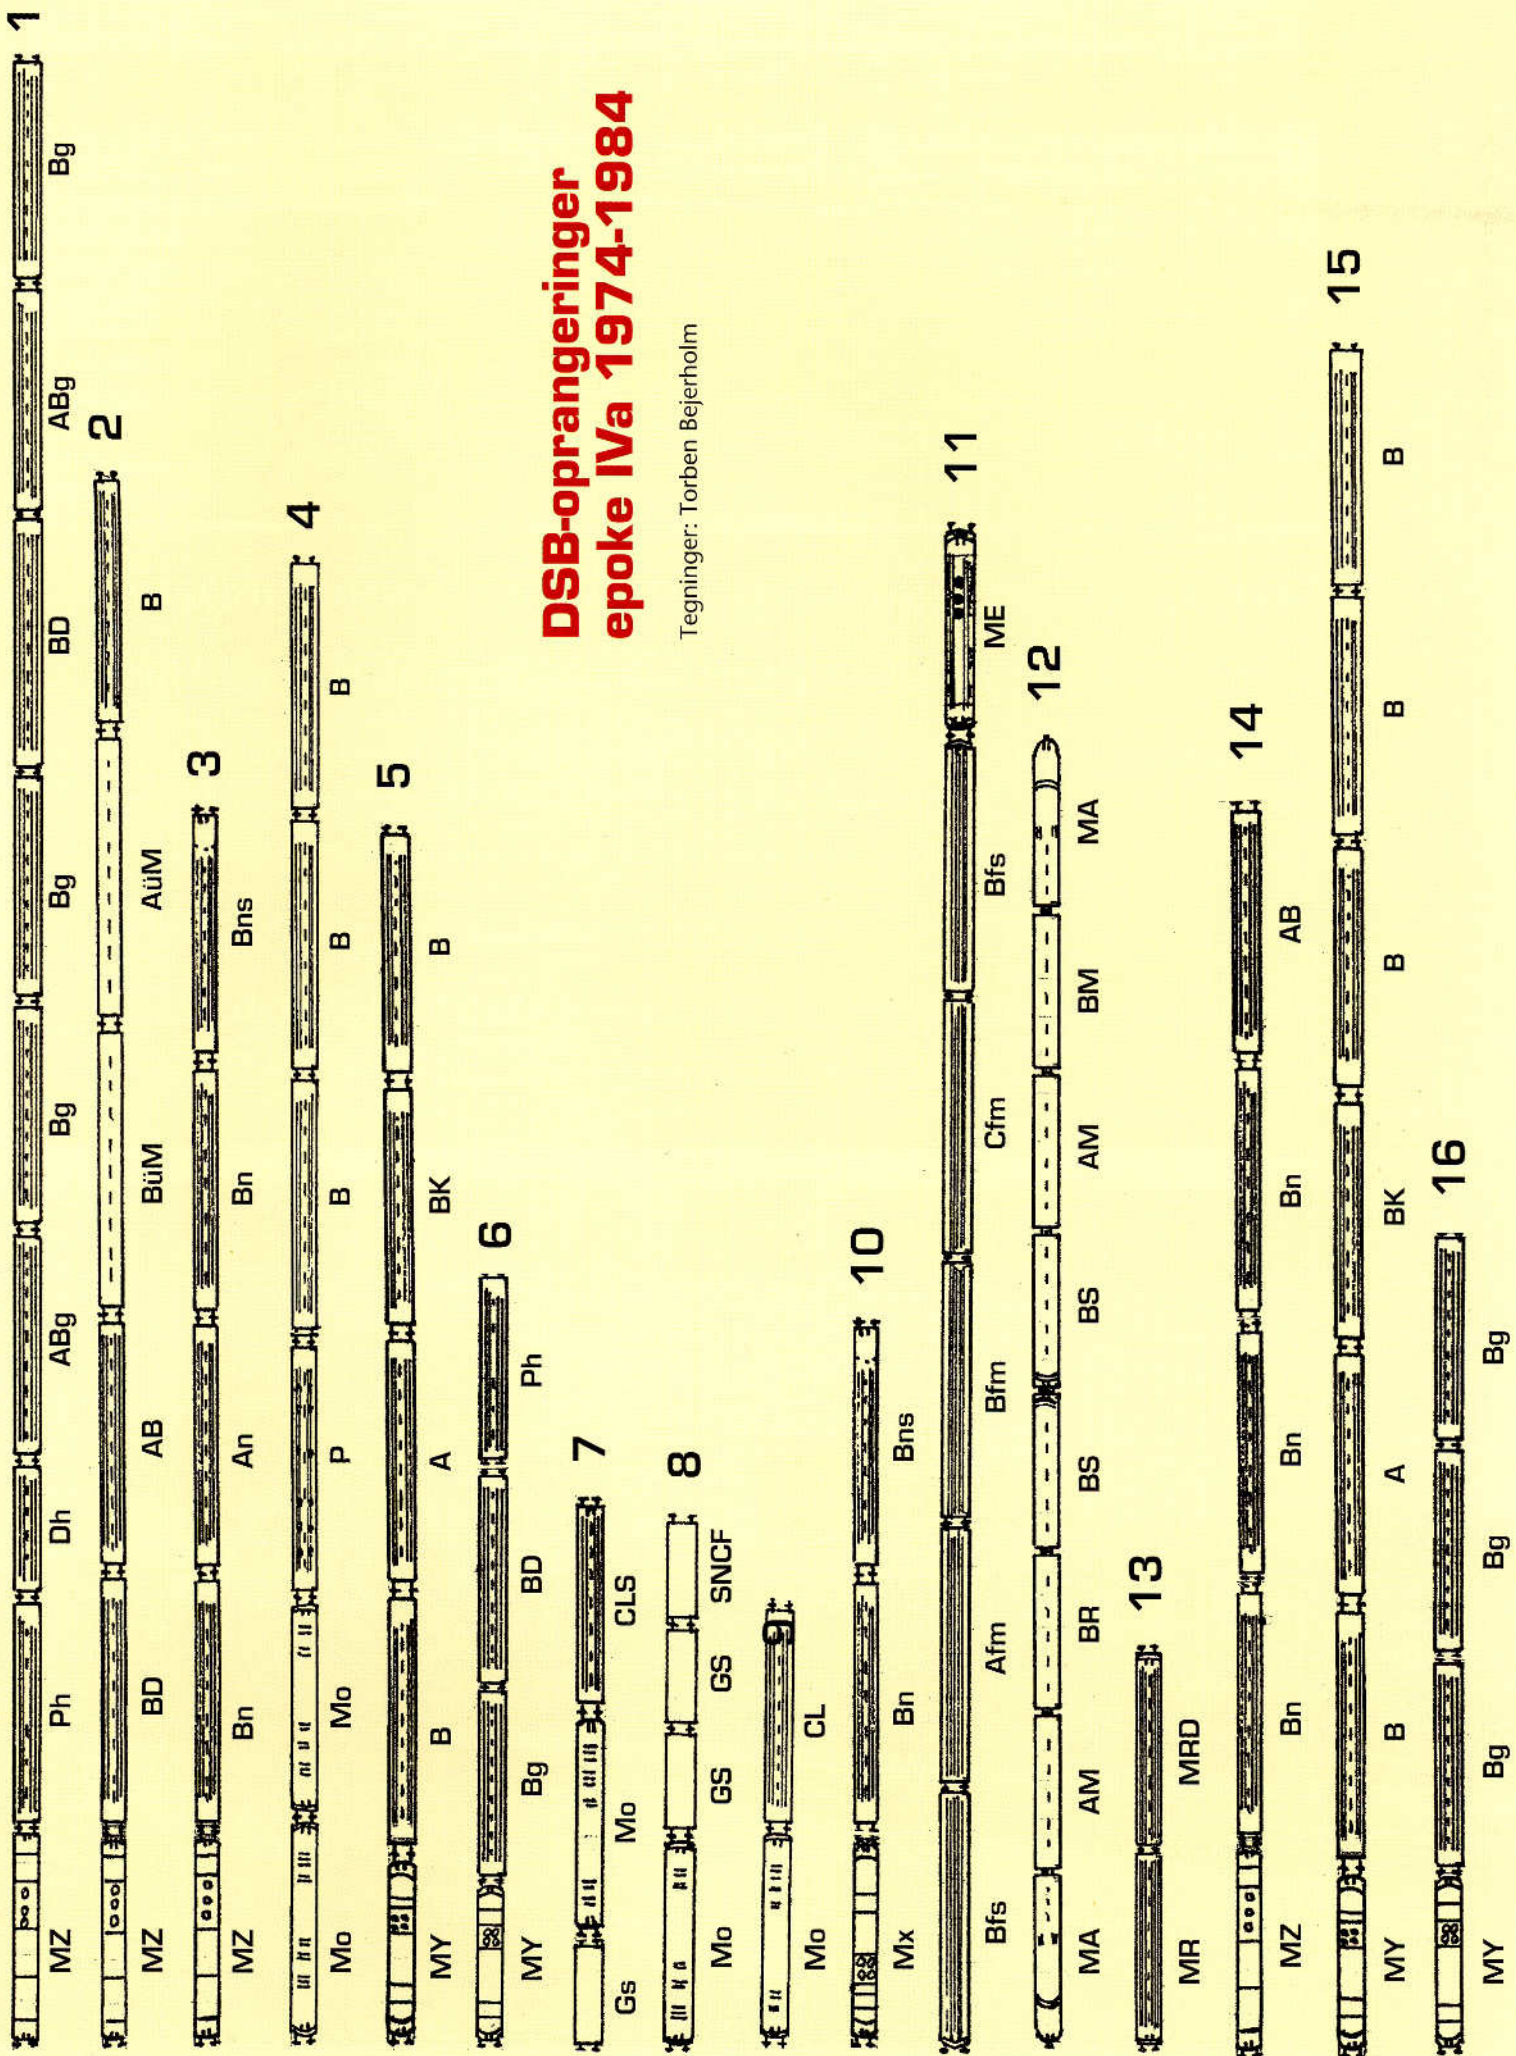 DSB-oprangeringer
epoke IVa 1974-1984
Tegninger: Torben Bejerholm
1
MZ Ph Dh ABg Bg Bg BD ABg Bg
2
MZ BD AB BüM AüM B
3
MZ Bn An Bn Bns
4
Mo Mo P B B B
5
MY B A BK B
6
MY Bg BD Ph
7
Gs Mo CLS
8
Mo GS GS SNCF
9
Mo CL
10
Mx Bn Bns
11
Bfs Afm Bfm Cfm Bfs ME
12
MA AM BR BS BS AM BM MA
13
MR MRD
14
MZ Bn Bn Bn AB
15
MY B A BK B B B
16
MY Bg Bg Bg